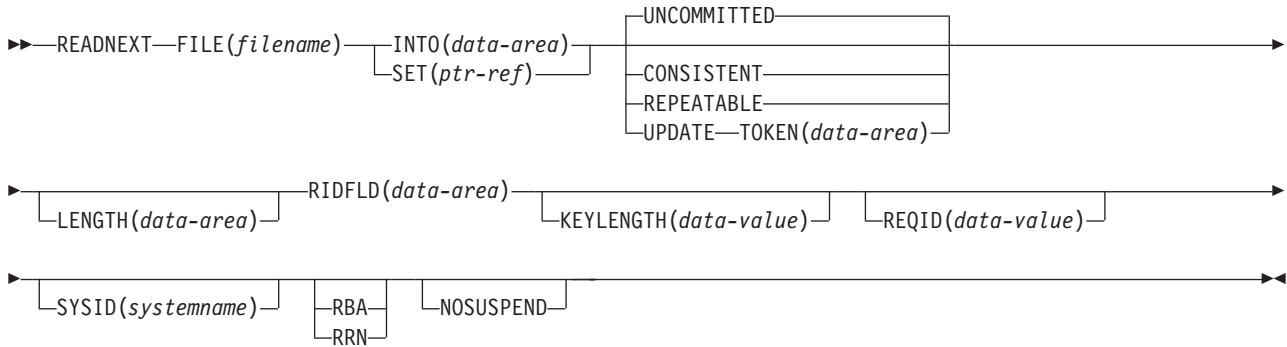 UNCOMMITTED
READNEXT FILE(filename) INTO(data-area)
SET(ptr-ref) CONSISTENT
REPEATABLE
UPDATE TOKEN(data-area)
RIDFLD(data-area)
LENGTH(data-area) KEYLENGTH(data-value) REQID(data-value)
SYSID(systemname) RBA NOSUSPEND
RRN